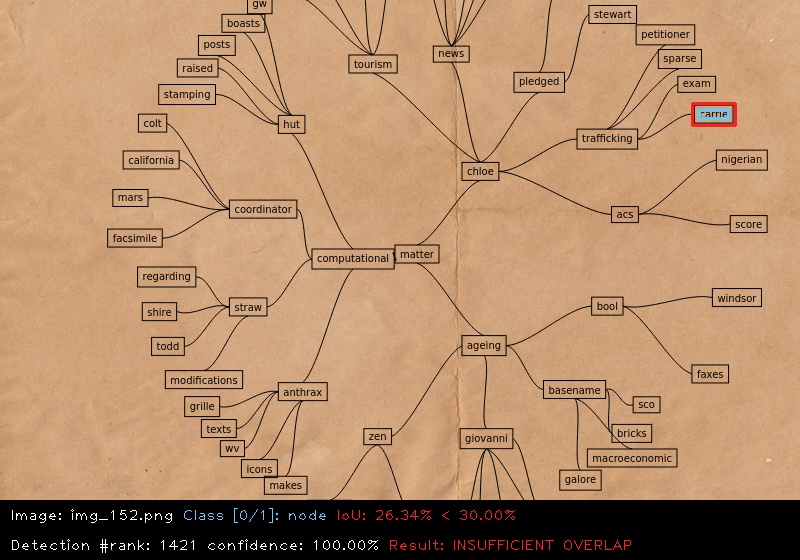 gw
boasts
stewart
posts
petitioner
news
tourism
sparse
raised
pledged
exam
stamping
carrie
colt
hut
trafficking
california
nigerian
chloe
mars
coordinator
acs
score
facsimile
computational
matter
regarding
windsor
shire
straw
bool
todd
ageing
modifications
faxes
anthrax
basename
grille
sco
texts
bricks
zen
giovanni
wv
macroeconomic
icons
galore
makes
Image: img_152.png Class [0/1]: node IoU: 26.34% < 30.00%
Detection #rank: 1421 confidence: 100.00% Result: INSUFFICIENT OVERLAP